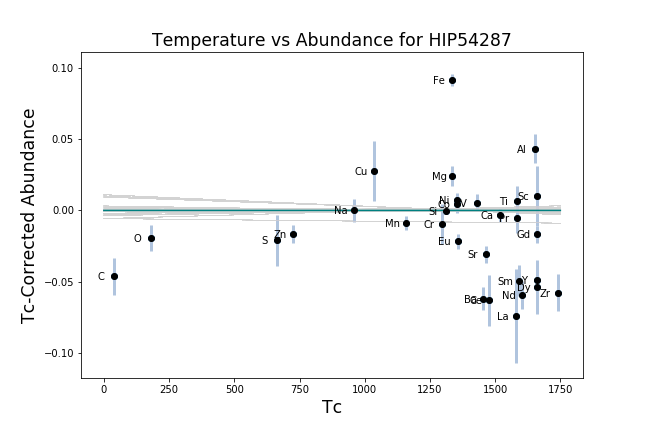 Temperature vs Abundance for HIP54287
Tc-Corrected Abundance
0.10
0.05
0.00
−0.05
−0.10
Fe
Al
Cu
Mg
Sc
Ni
V
Ti
Na
Si
Ca
Pr
Mn
Cr
O
S
Zn
Eu
Gd
Sr
C
Sm
Y
Dy
Ba
Nd
Zr
La
0
250
500
750
1000
1250
1500
1750
Tc